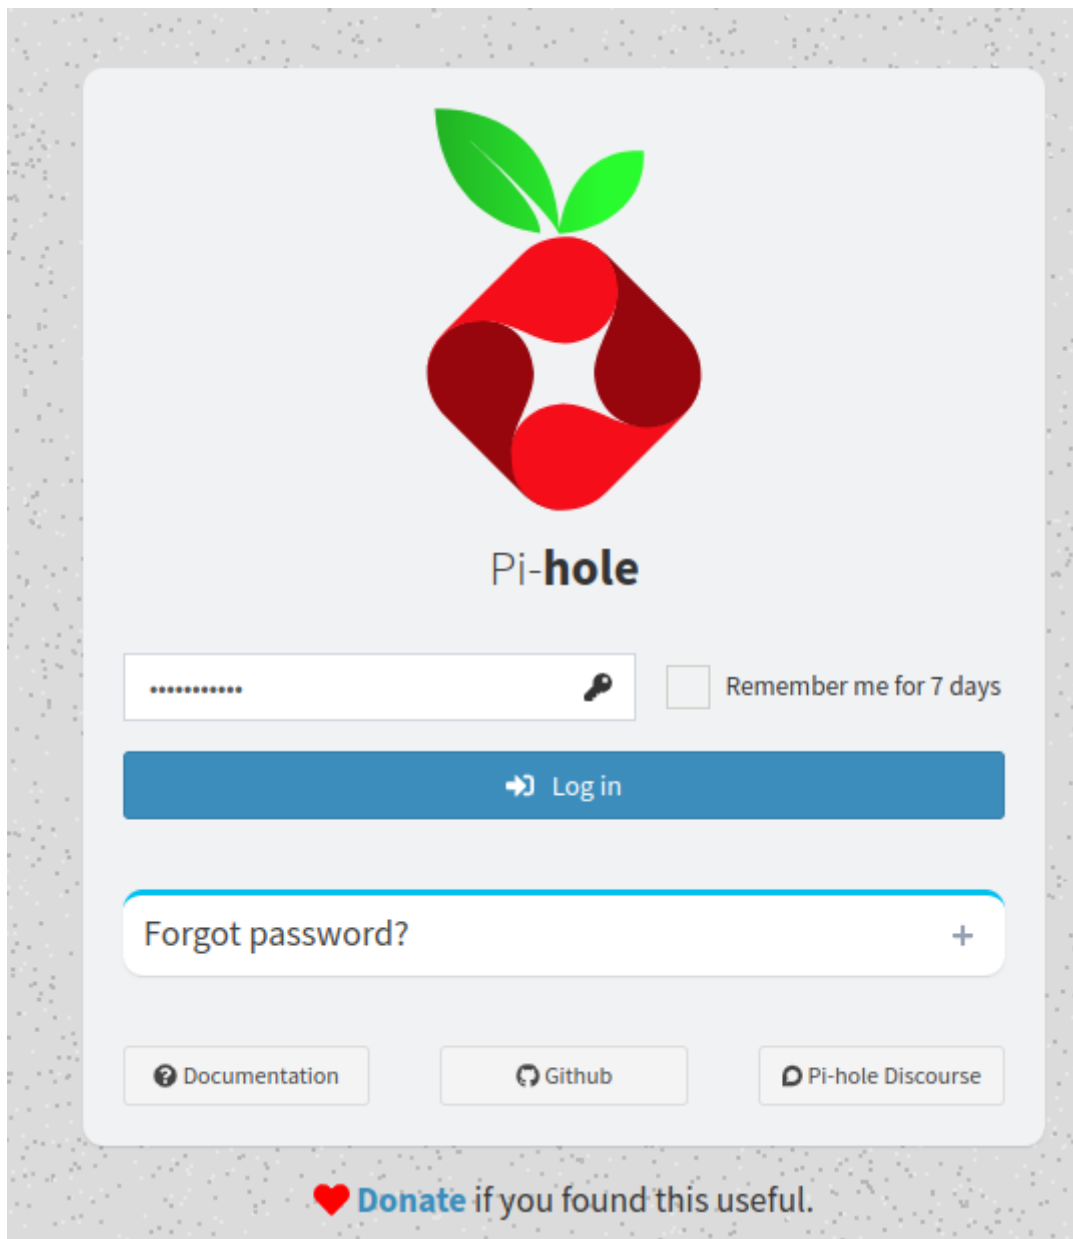 Pi-hole
•••••••••••
Remember me for 7 days
Log in
Forgot password?
Documentation
Github
Pi-hole Discourse
Donate if you found this useful.